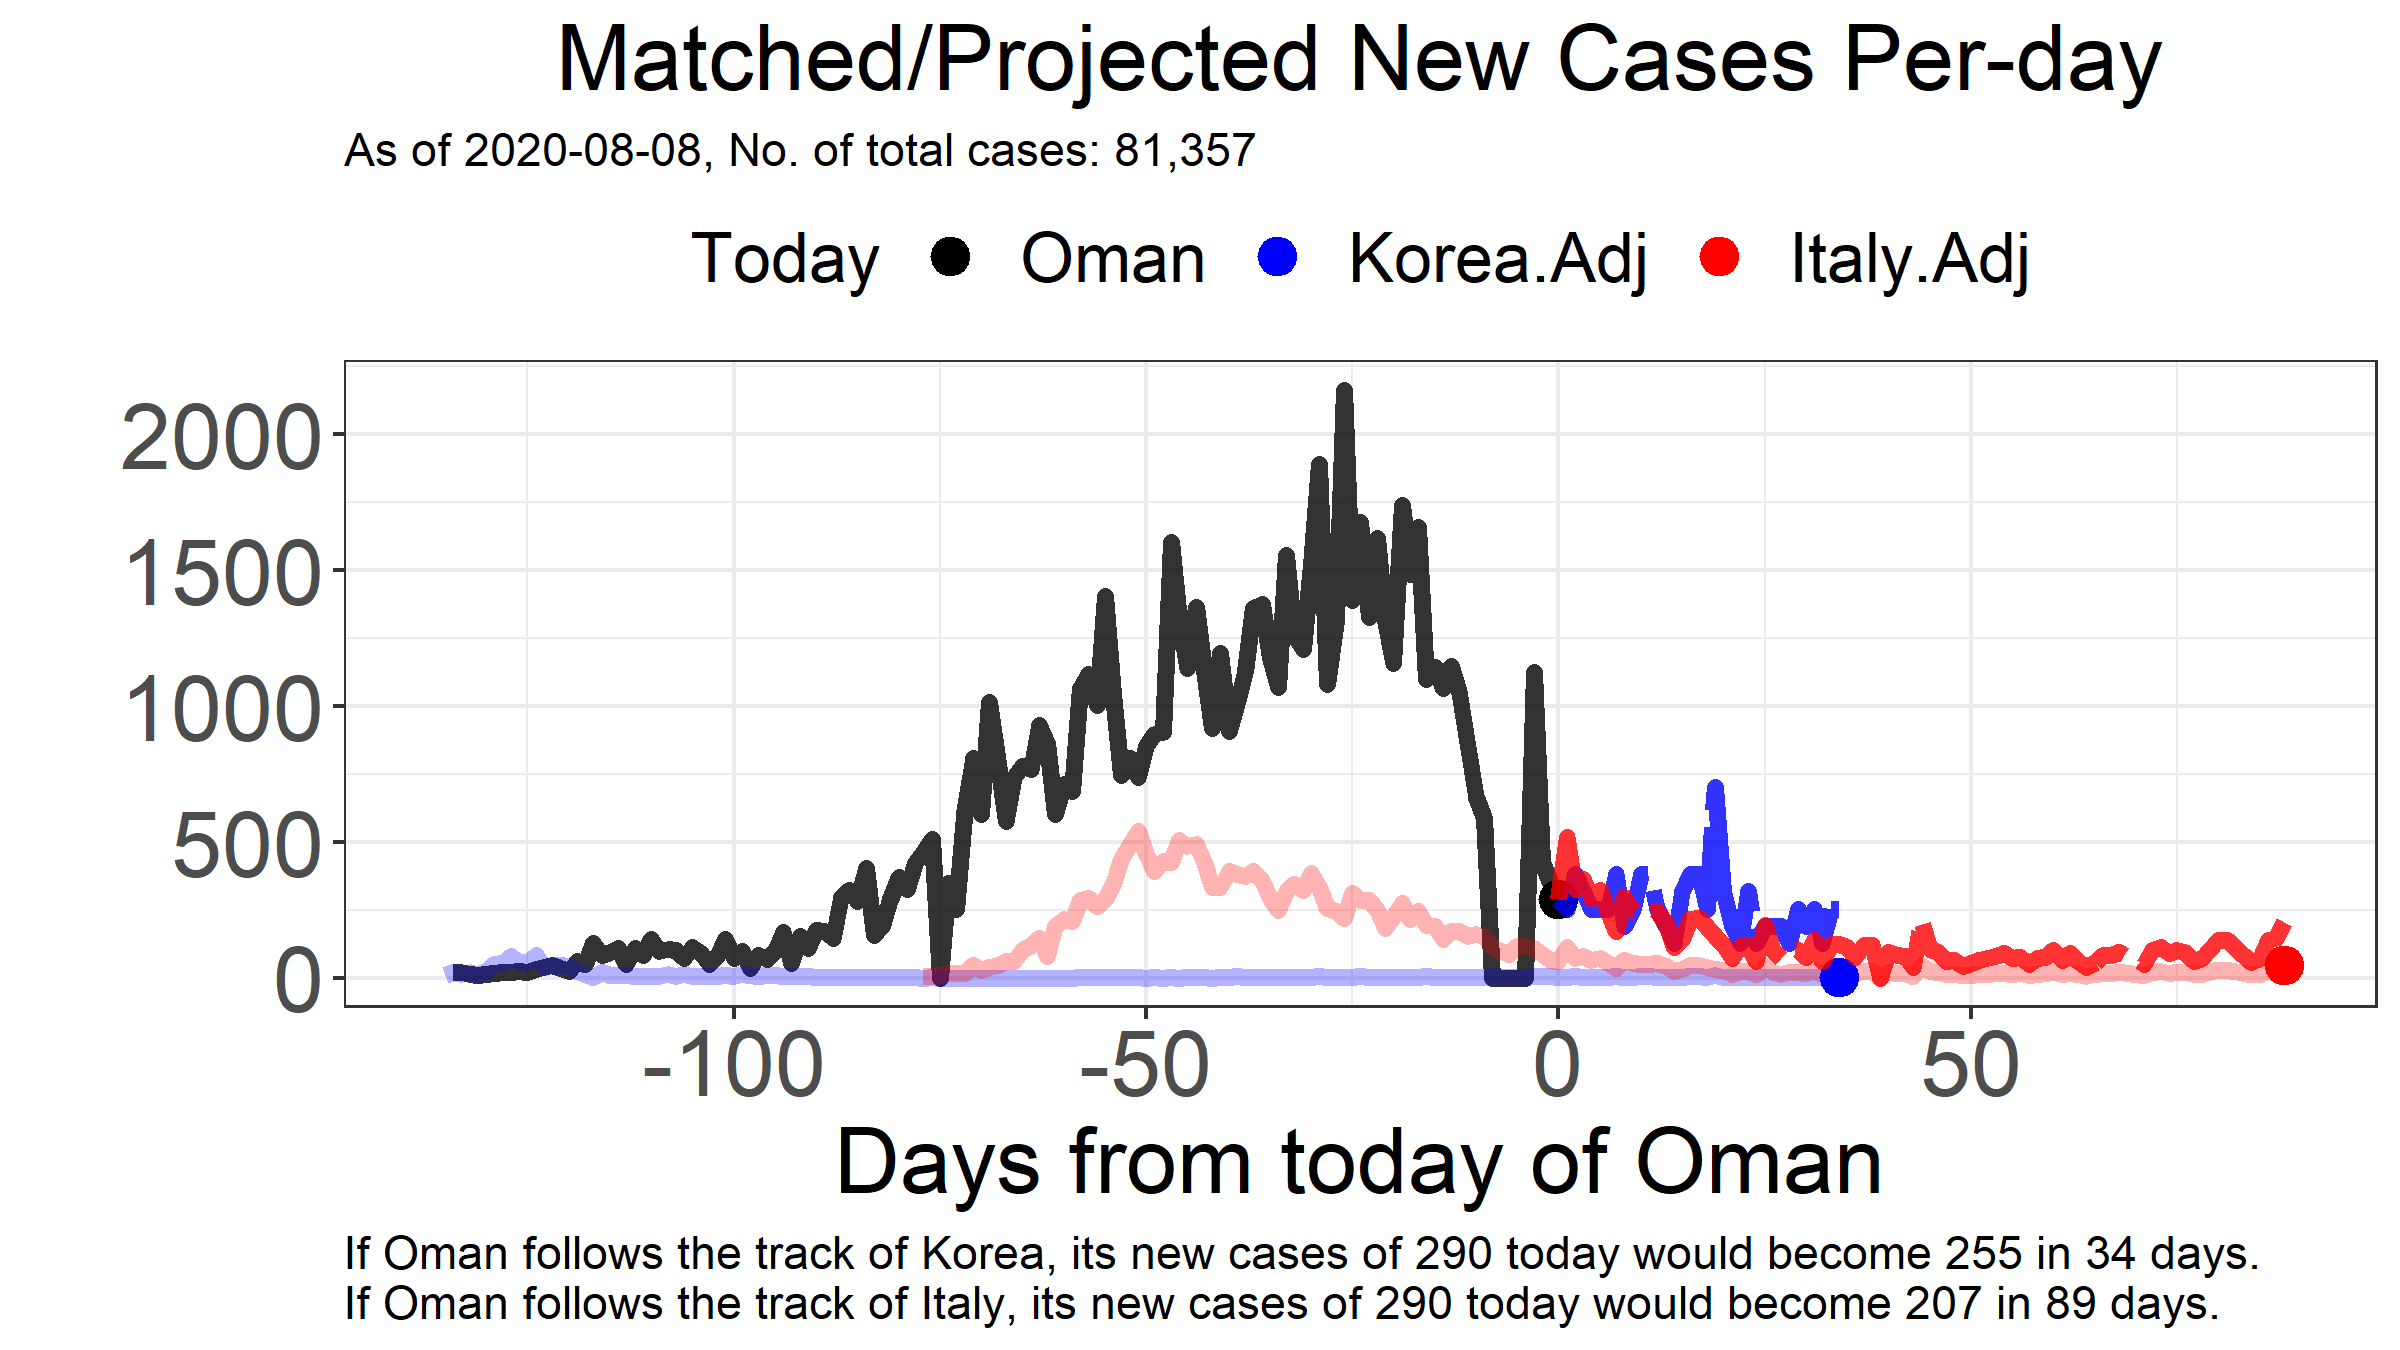 Matched/Projected New Cases Per-day
As of 2020-08-08, No. of total cases: 81,357
Today Oman Korea.Adj Italy.Adj
2000
1500
1000
500
0
-100 -50 0 50
Days from today of Oman
If Oman follows the track of Korea, its new cases of 290 today would become 255 in 34 days.
If Oman follows the track of Italy, its new cases of 290 today would become 207 in 89 days.